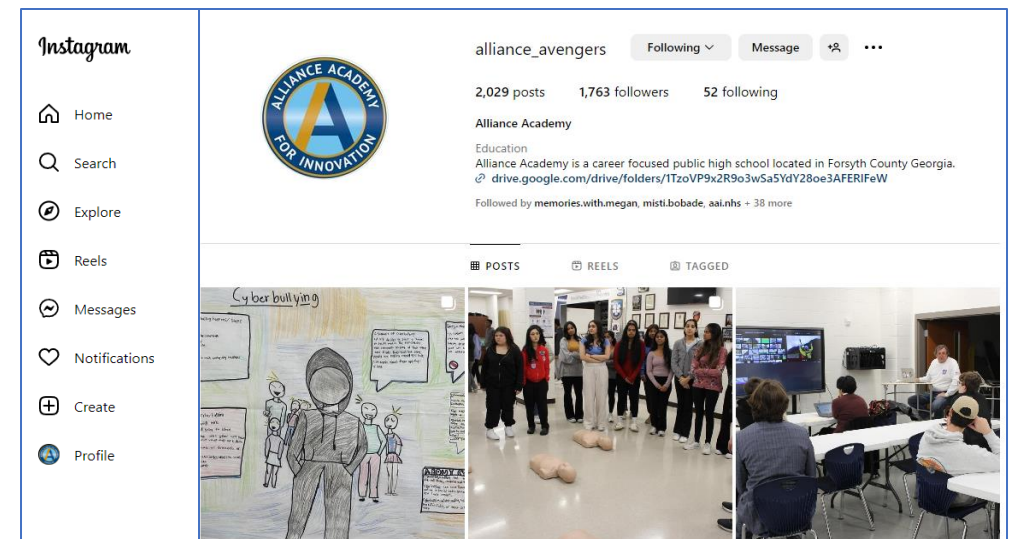 Instagram
Home
Search
Explore
Reels
Messages
Notifications
Create
Profile
ALLIANCE ACADEMY
FOR INNOVATION
A
alliance_avengers
Following
Message
2,029 posts 1,763 followers 52 following
Alliance Academy
Education
Alliance Academy is a career focused public high school located in Forsyth County Georgia.
drive.google.com/drive/folders/1TzoVP9x2R9o3wSa5YdY28oe3AFERIFeW
Followed by memories.with.megan, misti.bobade, aai.nhs + 38 more
POSTS
REELS
TAGGED
Cyberbullying